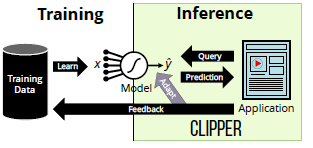 Training
Inference
Training
Data
Learn
x
ŷ
Model
Query
Prediction
Adapt
Feedback
Application
CLIPPER